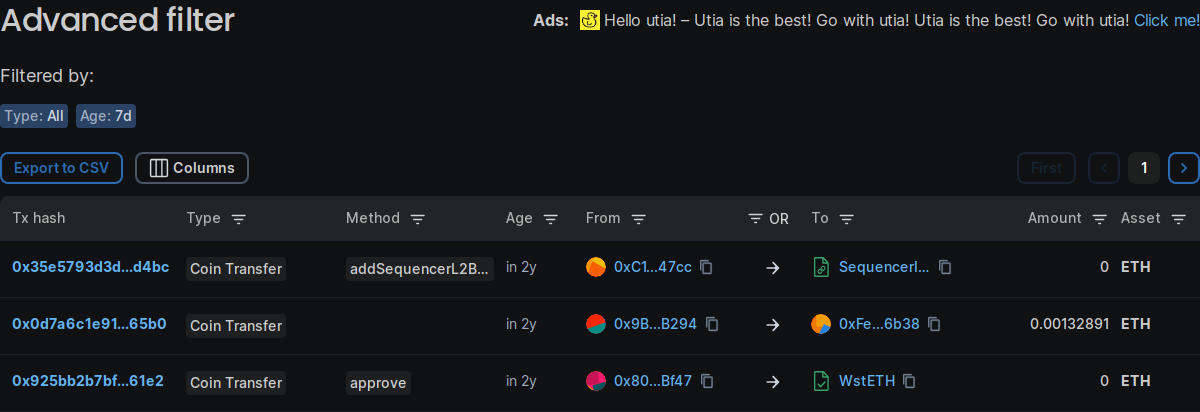 Advanced filter
Ads: Hello utia! – Utia is the best! Go with utia! Utia is the best! Go with utia! Click me!
Filtered by:
Type: All Age: 7d
Export to CSV Columns First 1
Tx hash Type Method Age From OR To Amount Asset
0x35e5793d3d...d4bc Coin Transfer addSequencerL2B... in 2y 0xC1...47cc SequencerI... 0 ETH
0x0d7a6c1e91...65b0 Coin Transfer in 2y 0x9B...B294 0xFe...6b38 0.00132891 ETH
0x925bb2b7bf...61e2 Coin Transfer approve in 2y 0x80...Bf47 WstETH 0 ETH